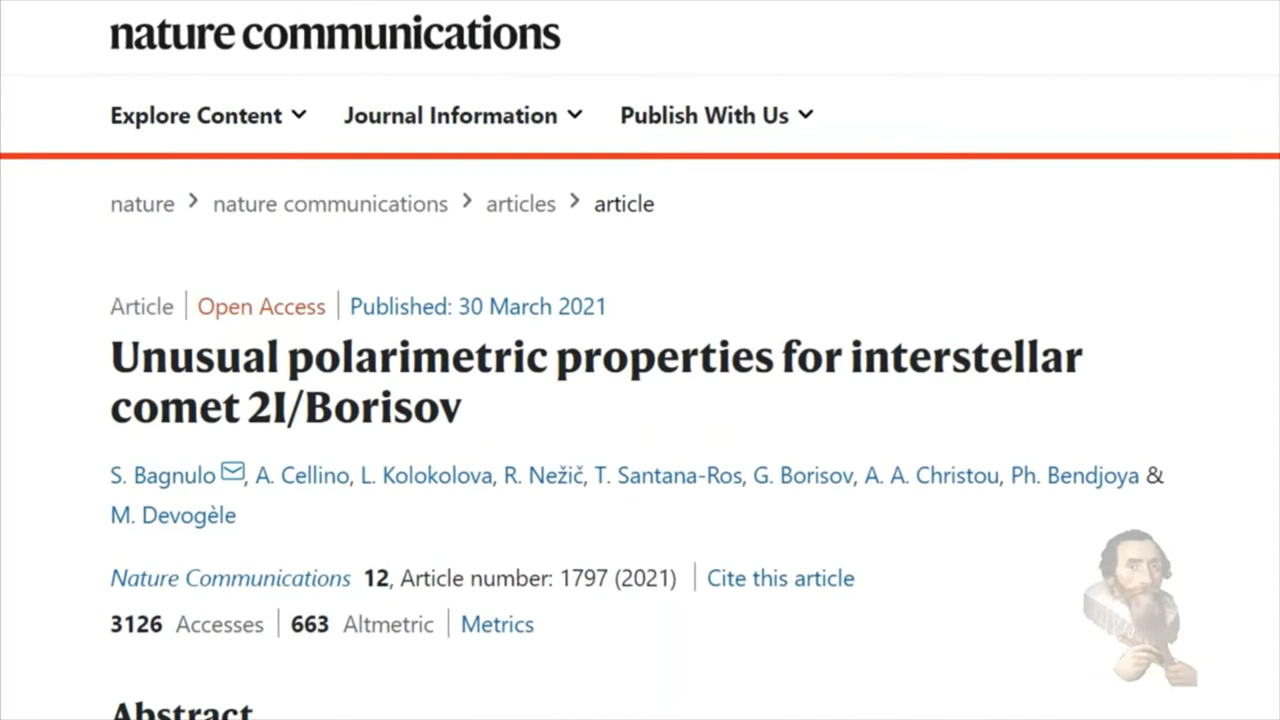 nature communications
Explore Content Journal Information Publish With Us
nature > nature communications > articles > article
Article | Open Access | Published: 30 March 2021
Unusual polarimetric properties for interstellar
comet 2I/Borisov
S. Bagnulo, A. Cellino, L. Kolokolova, R. Nežič, T. Santana-Ros, G. Borisov, A. A. Christou, Ph. Bendjoya &
M. Devogèle
Nature Communications 12, Article number: 1797 (2021) | Cite this article
3126 Accesses | 663 Altmetric | Metrics
Abstract